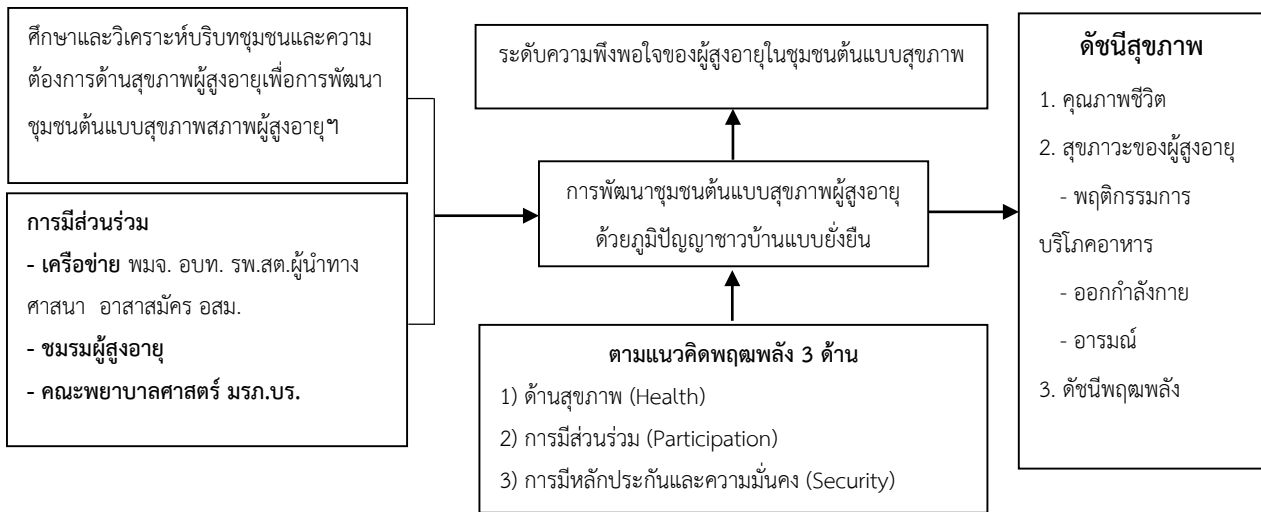 ศึกษาและวิเคราะห์บริบทชุมชนและความ
ต้องการด้านสุขภาพผู้สูงอายุเพื่อการพัฒนา
ชุมชนต้นแบบสุขภาพสภาพผู้สูงอายุฯ
การมีส่วนร่วม
- เครือข่าย พมจ. อบท. รพ.สต.ผู้นำทาง
ศาสนา อาสาสมัคร อสม.
- ชมรมผู้สูงอายุ
- คณะพยาบาลศาสตร์ มรภ.บร.
ระดับความพึงพอใจของผู้สูงอายุในชุมชนต้นแบบสุขภาพ
การพัฒนาชุมชนต้นแบบสุขภาพผู้สูงอายุ
ด้วยภูมิปัญญาชาวบ้านแบบยั่งยืน
ตามแนวคิดพฤฒพลัง 3 ด้าน
1) ด้านสุขภาพ (Health)
2) การมีส่วนร่วม (Participation)
3) การมีหลักประกันและความมั่นคง (Security)
ดัชนีสุขภาพ
1. คุณภาพชีวิต
2. สุขภาวะของผู้สูงอายุ
- พฤติกรรมการ
บริโภคอาหาร
- ออกกำลังกาย
- อารมณ์
3. ดัชนีพฤฒพลัง